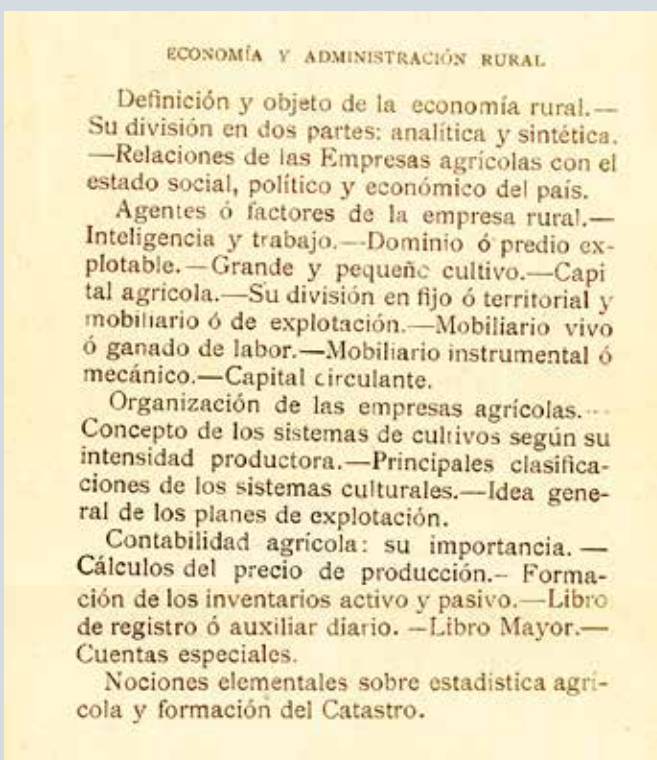 ECONOMÍA Y ADMINISTRACIÓN RURAL
Definición y objeto de la economía rural.—
Su división en dos partes: analítica y sintética.
—Relaciones de las Empresas agrícolas con el
estado social, político y económico del país.
Agentes ó factores de la empresa rural.—
Inteligencia y trabajo.—Dominio ó predio ex-
plotable.—Grande y pequeño cultivo.—Capi
tal agrícola.—Su división en fijo ó territorial y
mobiliario ó de explotación.—Mobiliario vivo
ó ganado de labor.—Mobiliario instrumental ó
mecánico.—Capital circulante.
Organización de las empresas agrícolas.—
Concepto de los sistemas de cultivos según su
intensidad productora.—Principales clasifica-
ciones de los sistemas culturales.—Idea gene-
ral de los planes de explotación.
Contabilidad agrícola: su importancia. —
Cálculos del precio de producción.– Forma-
ción de los inventarios activo y pasivo.—Libro
de registro ó auxiliar diario. —Libro Mayor.—
Cuentas especiales.
Nociones elementales sobre estadistica agrí-
cola y formación del Catastro.